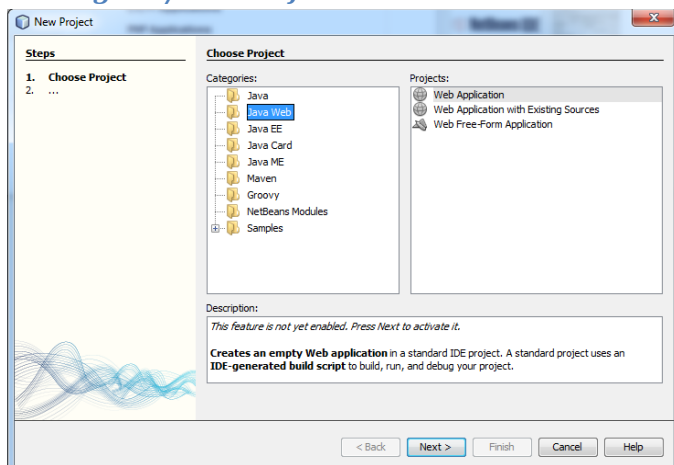 New Project
Steps
1. Choose Project
2. ...
Choose Project
Categories:
Java
Java Web
Java EE
Java Card
Java ME
Maven
Groovy
NetBeans Modules
Samples
Projects:
Web Application
Web Application with Existing Sources
Web Free-Form Application
Description:
This feature is not yet enabled. Press Next to activate it.
Creates an empty Web application in a standard IDE project. A standard project uses an
IDE-generated build script to build, run, and debug your project.
< Back
Next >
Finish
Cancel
Help